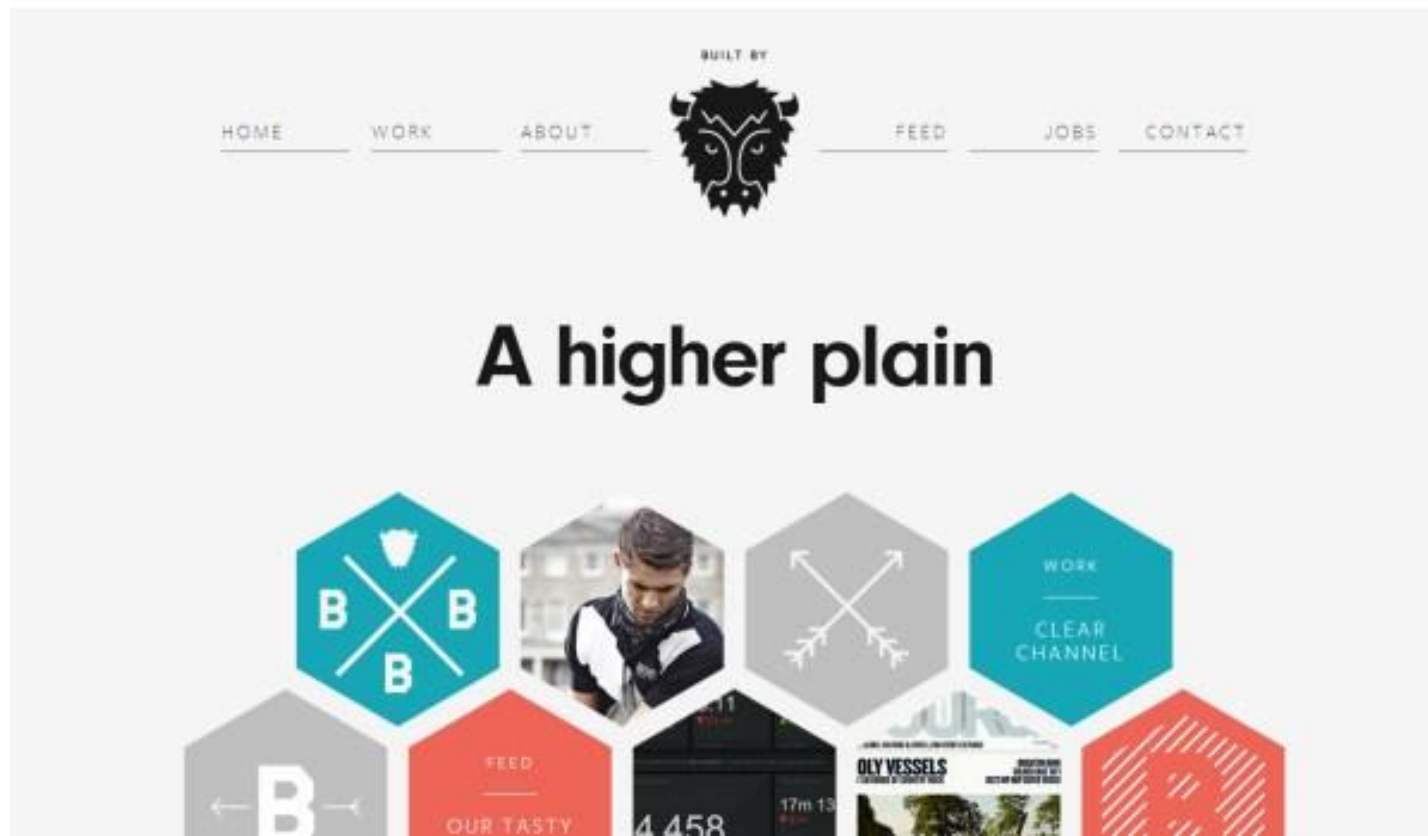 BUILT BY
HOME WORK ABOUT FEED JOBS CONTACT
A higher plain
B B
B
WORK
CLEAR
CHANNEL
B
FEED
OUR TASTY
.11
4,458
17m 13
OLY VESSELS
B